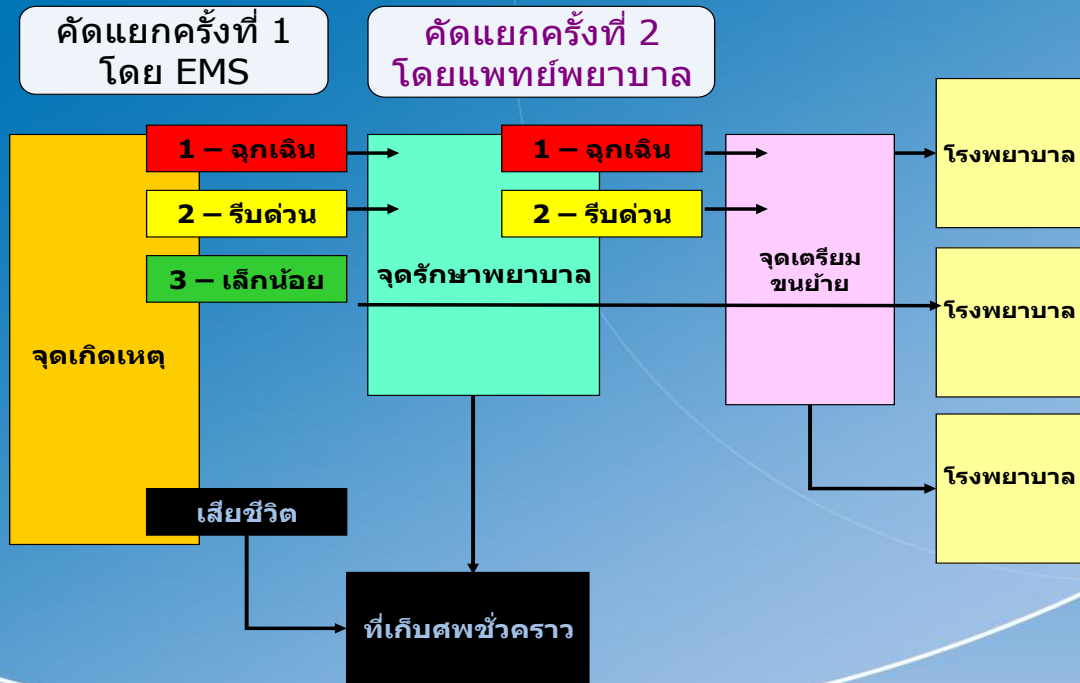 คัดแยกครั้งที่ 1
โดย EMS
คัดแยกครั้งที่ 2
โดยแพทย์พยาบาล
1 – ฉุกเฉิน
2 – รีบด่วน
3 – เล็กน้อย
จุดเกิดเหตุ
เสียชีวิต
จุดรักษาพยาบาล
1 – ฉุกเฉิน
2 – รีบด่วน
จุดเตรียม
ขนย้าย
โรงพยาบาล
โรงพยาบาล
โรงพยาบาล
ที่เก็บศพชั่วคราว